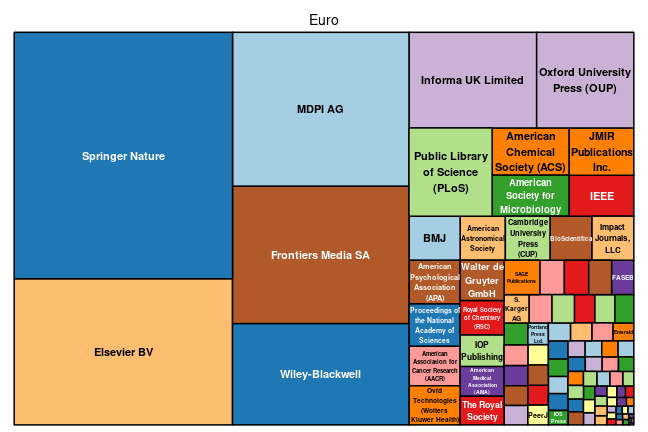 Euro
Springer Nature
Elsevier BV
MDPI AG
Frontiers Media SA
Wiley-Blackwell
Informa UK Limited
Oxford University
Press (OUP)
Public Library
of Science
(PLoS)
American
Chemical
Society (ACS)
JMIR
Publications
Inc.
American
Society for
Microbiology
IEEE
BMJ
American
Astronomical
Society
Cambridge
University
Press
(CUP)
BioScientifica
Impact
Journals,
LLC
American
Psychological
Association
(APA)
Walter de
Gruyter
GmbH
SAGE
Publications
FASEB
Proceedings of
the National
Academy of
Sciences
Royal Society
of Chemistry
(RSC)
S.
Karger
AG
Portland
Press
Ltd.
Emerald
American
Association for
Cancer Research
(AACR)
IOP
Publishing
American
Medical
Association
(AMA)
Ovid
Technologies
(Wolters
Kluwer Health)
The Royal
Society
PeerJ
IOS
Press